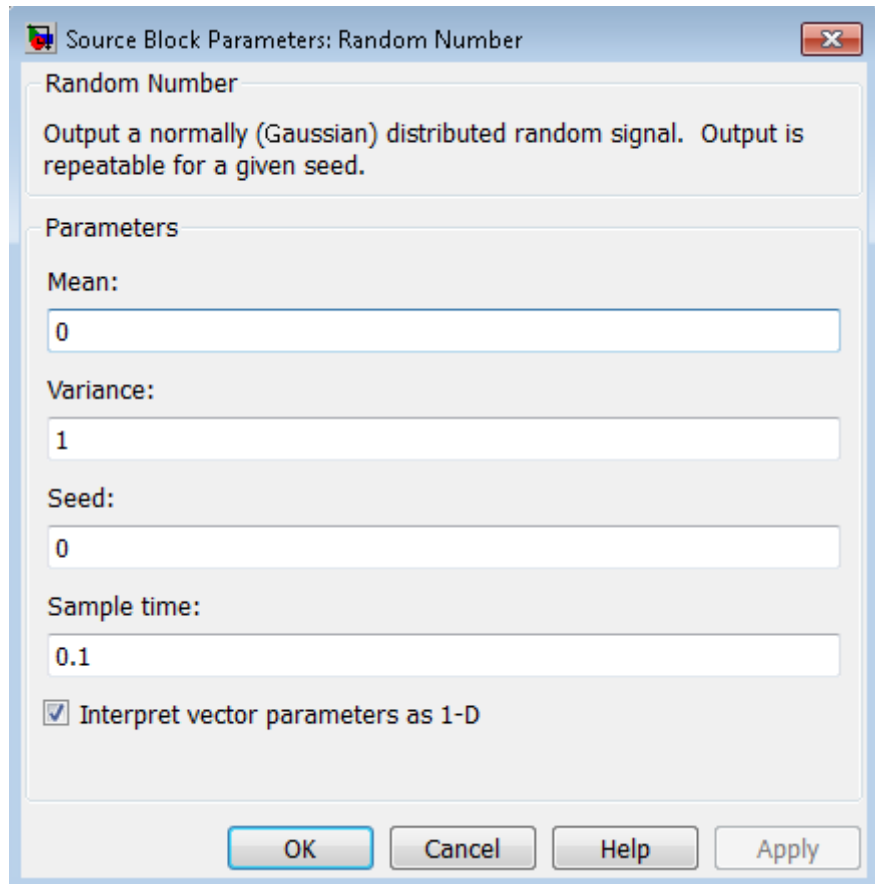 Source Block Parameters: Random Number
Random Number
Output a normally (Gaussian) distributed random signal.  Output is
repeatable for a given seed.
Parameters
Mean:
0
Variance:
1
Seed:
0
Sample time:
0.1
Interpret vector parameters as 1-D
OK Cancel Help Apply